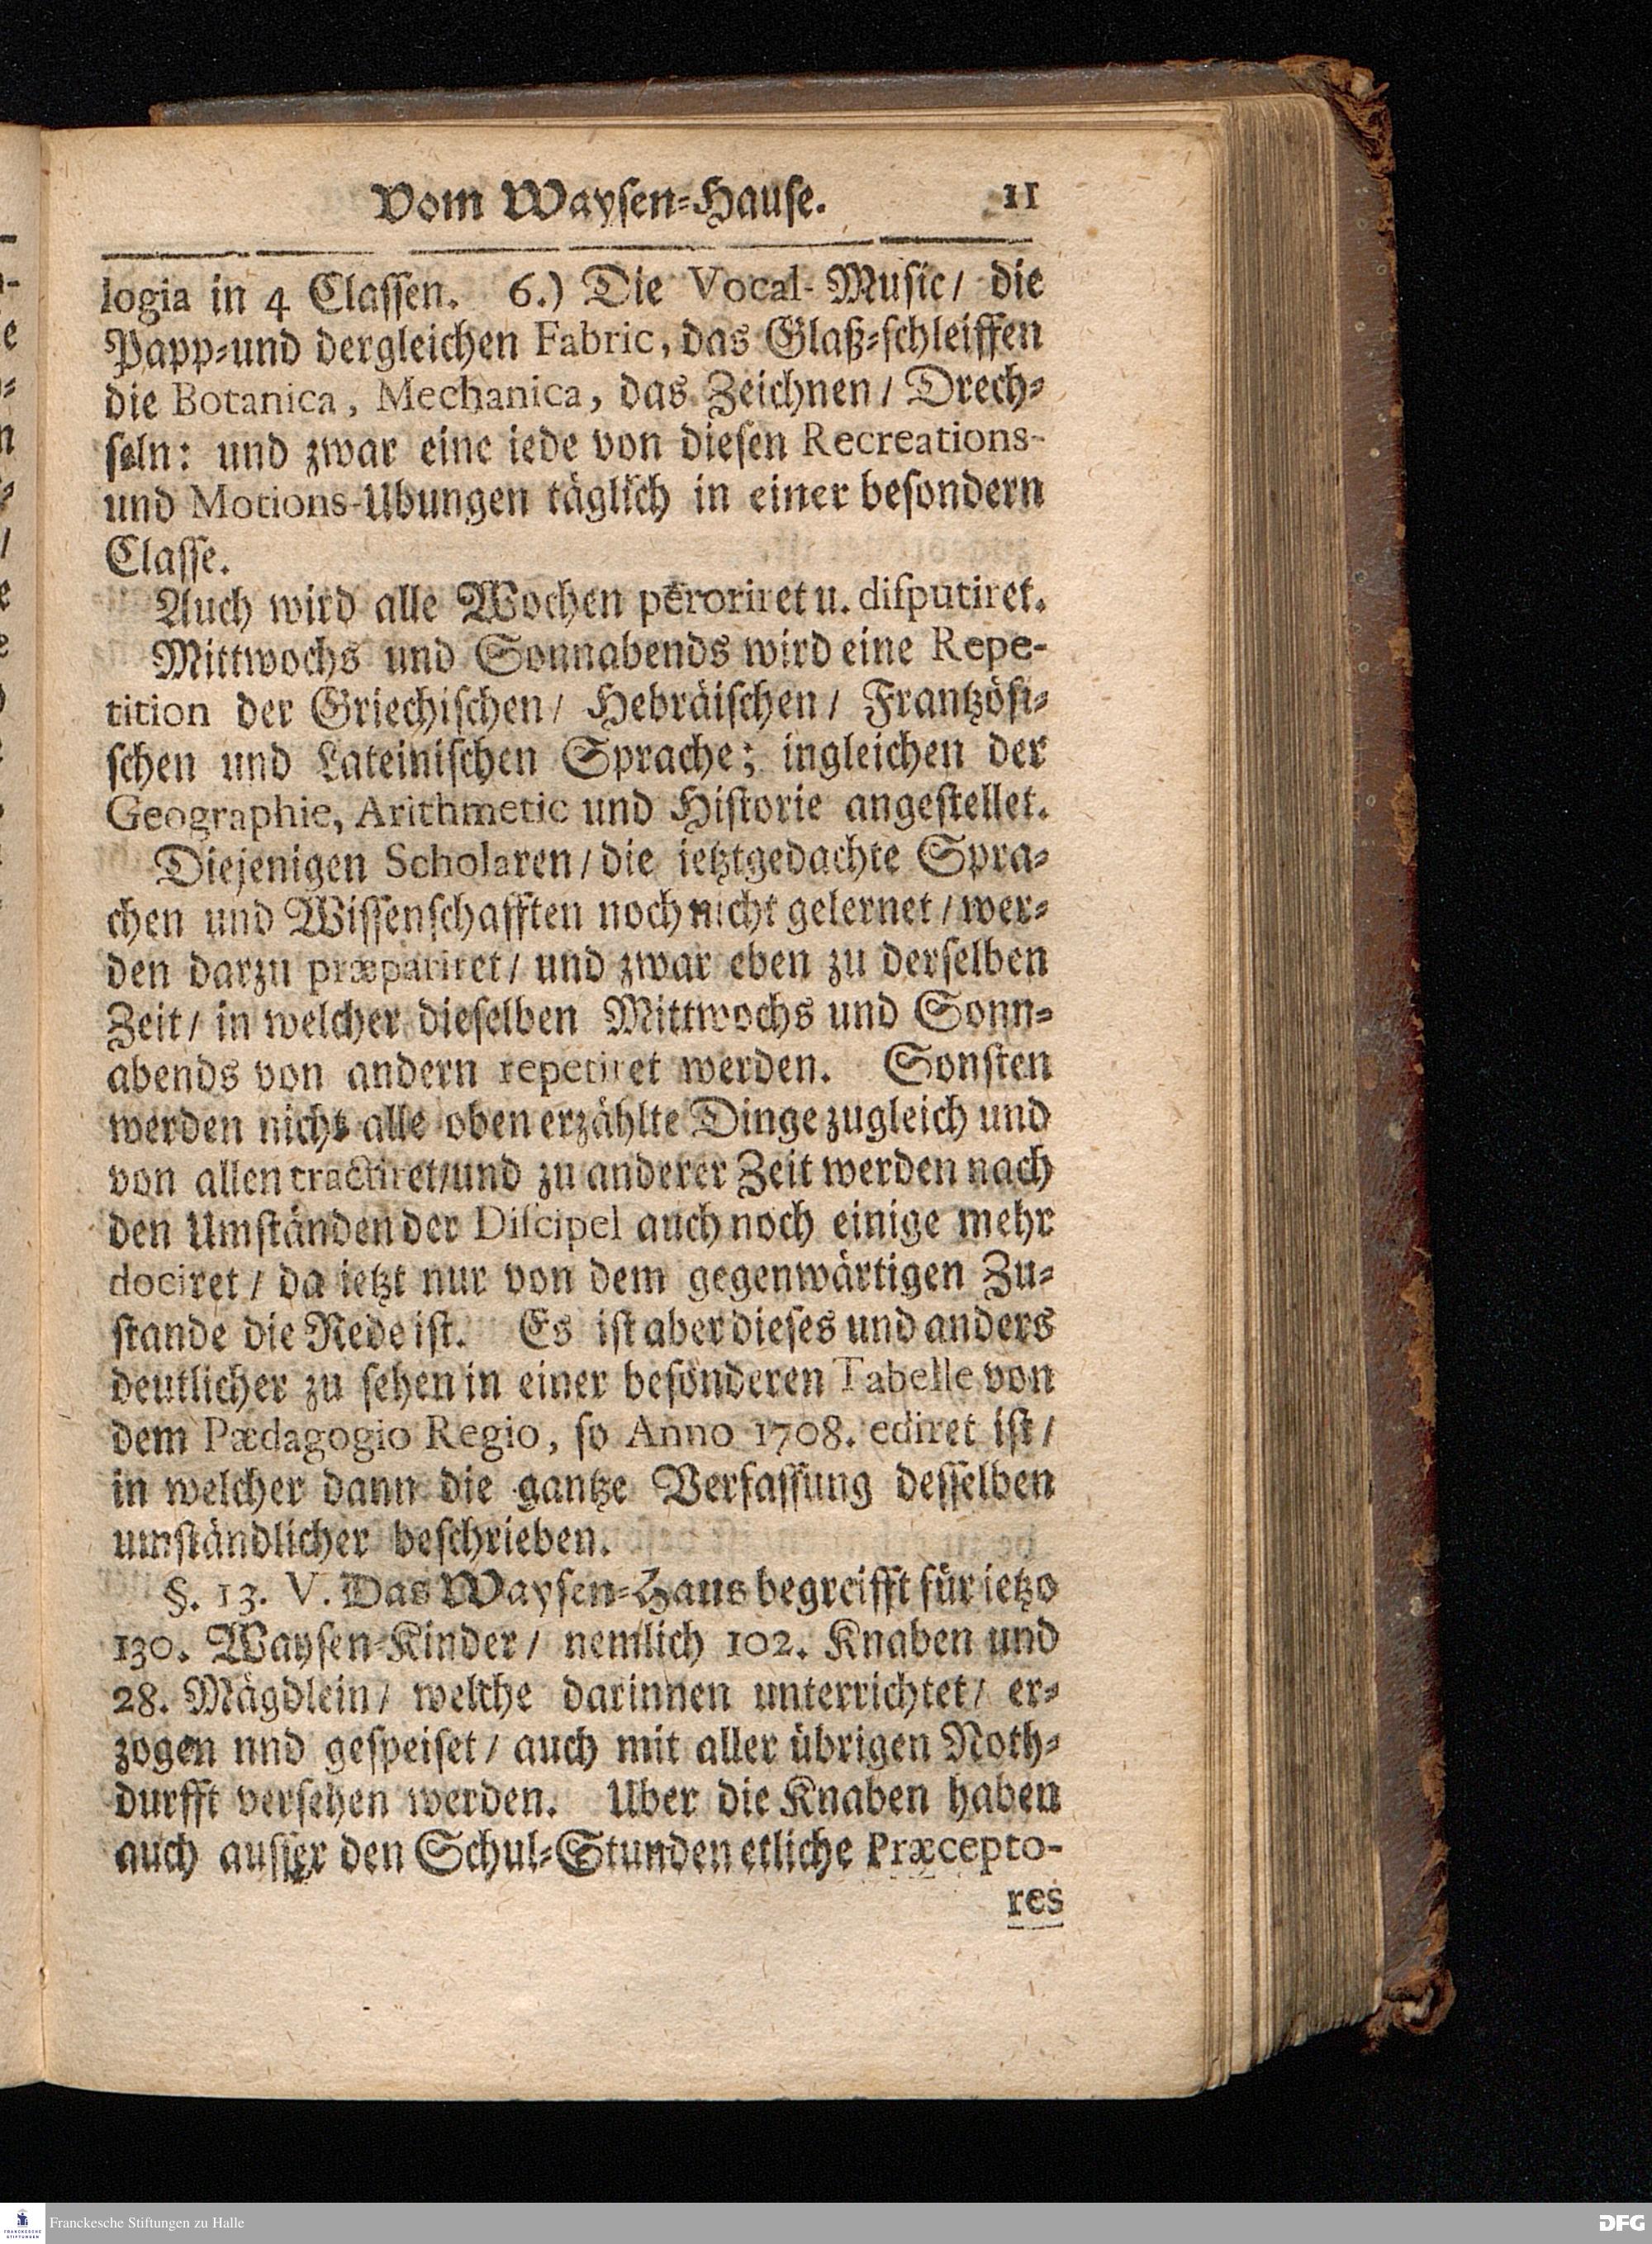 Vom Waysen-Hause. 11
logia in 4 Classen. 6.) Die Vocal-Music/ die
Papp-und dergleichen Fabric, das Glaß-schleiffen
die Botanica, Mechanica, das Zeichnen/ Drech-
seln: und zwar eine iede von diesen Recreations-
und Motions-Ubungen täglich in einer besondern
Classe.
Auch wird alle Wochen peroriret u. disputiret.
Mittwochs und Sonnabends wird eine Repe-
tition der Griechischen/ Hebräischen/ Frantzösi-
schen und Lateinischen Sprache; ingleichen der
Geographie, Arithmetic und Historie angestellet.
Diejenigen Scholaren/ die ietztgedachte Spra-
chen und Wissenschafften noch nicht gelernet/ wer-
den darzu præpariret/ und zwar eben zu derselben
Zeit/ in welcher dieselben Mittwochs und Sonn-
abends von andern repetiret werden. Sonsten
werden nicht alle oben erzählte Dinge zugleich und
von allen tractiret/ und zu anderer Zeit werden nach
den Umständen der Discipel auch noch einige mehr
dociret/ da ietzt nur von dem gegenwärtigen Zu-
stande die Rede ist. Es ist aber dieses und anders
deutlicher zu sehen in einer besonderen Tabelle von
dem Pædagogio Regio, so Anno 1708. ediret ist/
in welcher dann die gantze Verfassung desselben
umständlicher beschrieben.
§. 13. V. Das Waysen-Haus begreifft für ietzo
130. Waysen-Kinder/ nemlich 102. Knaben und
28. Mägdlein/ welche darinnen unterrichtet/ er-
zogen nnd gespeiset/ auch mit aller übrigen Noth-
durfft versehen werden. Uber die Knaben haben
auch ausser den Schul-Stunden etliche Præcepto-
res
FRANCKESCHE STIFTUNGEN
Franckesche Stiftungen zu Halle
DFG